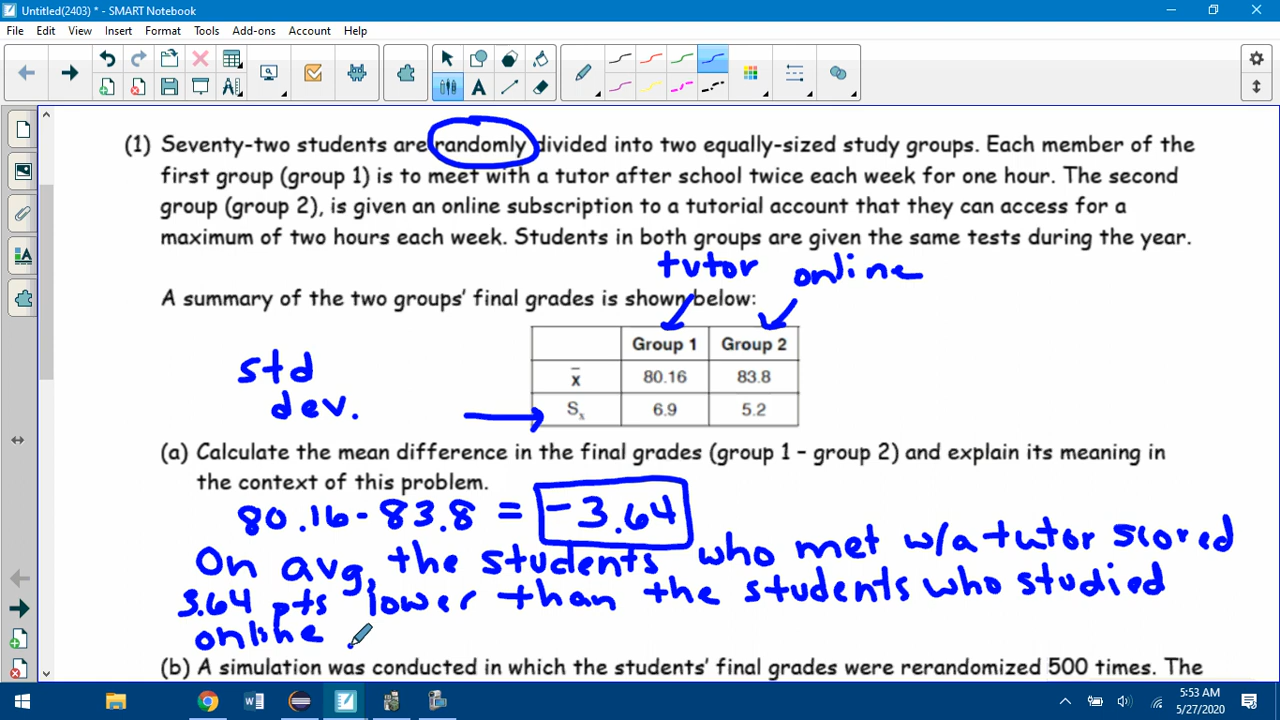 Untitled(2403) * - SMART Notebook
File Edit View Insert Format Tools Add-ons Account Help
(1) Seventy-two students are randomly divided into two equally-sized study groups. Each member of the
first group (group 1) is to meet with a tutor after school twice each week for one hour. The second
group (group 2), is given an online subscription to a tutorial account that they can access for a
maximum of two hours each week. Students in both groups are given the same tests during the year.
tutor online
A summary of the two groups' final grades is shown below:
Group 1 Group 2
x̄ 80.16 83.8
Sx 6.9 5.2
std
dev.
(a) Calculate the mean difference in the final grades (group 1 – group 2) and explain its meaning in
the context of this problem.
80.16 - 83.8 = -3.64
On avg, the students who met w/a tutor scored
3.64 pts lower than the students who studied
online
(b) A simulation was conducted in which the students' final grades were rerandomized 500 times. The
5:53 AM
5/27/2020